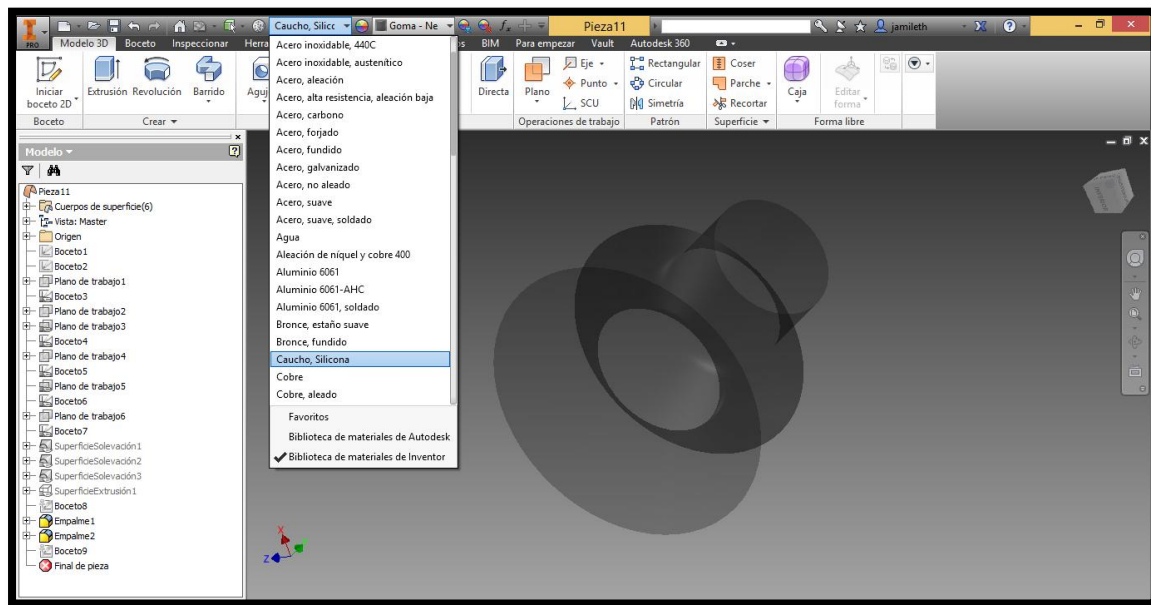 Caucho, Silicc
Goma - Ne
Pieza11
jamileth
PRO
Modelo 3D Boceto Inspeccionar Herra
BIM Para empezar Vault Autodesk 360
Iniciar boceto 2D
Extrusión Revolución Barrido
Directa
Plano
Eje
Punto
SCU
Rectangular
Circular
Simetría
Coser
Parche
Recortar
Caja
Editar forma
Boceto
Crear
Operaciones de trabajo
Patrón
Superficie
Forma libre
Acero inoxidable, 440C
Acero inoxidable, austenítico
Acero, aleación
Acero, alta resistencia, aleación baja
Acero, carbono
Acero, forjado
Acero, fundido
Acero, galvanizado
Acero, no aleado
Acero, suave
Acero, suave, soldado
Agua
Aleación de níquel y cobre 400
Aluminio 6061
Aluminio 6061-AHC
Aluminio 6061, soldado
Bronce, estaño suave
Bronce, fundido
Caucho, Silicona
Cobre
Cobre, aleado
Favoritos
Biblioteca de materiales de Autodesk
Biblioteca de materiales de Inventor
Modelo
Pieza11
Cuerpos de superficie(6)
Vista: Master
Origen
Boceto1
Boceto2
Plano de trabajo1
Boceto3
Plano de trabajo2
Plano de trabajo3
Boceto4
Plano de trabajo4
Boceto5
Plano de trabajo5
Boceto6
Plano de trabajo6
Boceto7
SuperficieSolevación1
SuperficieSolevación2
SuperficieSolevación3
SuperficieExtrusión1
Boceto8
Empalme1
Empalme2
Boceto9
Final de pieza
X
Z